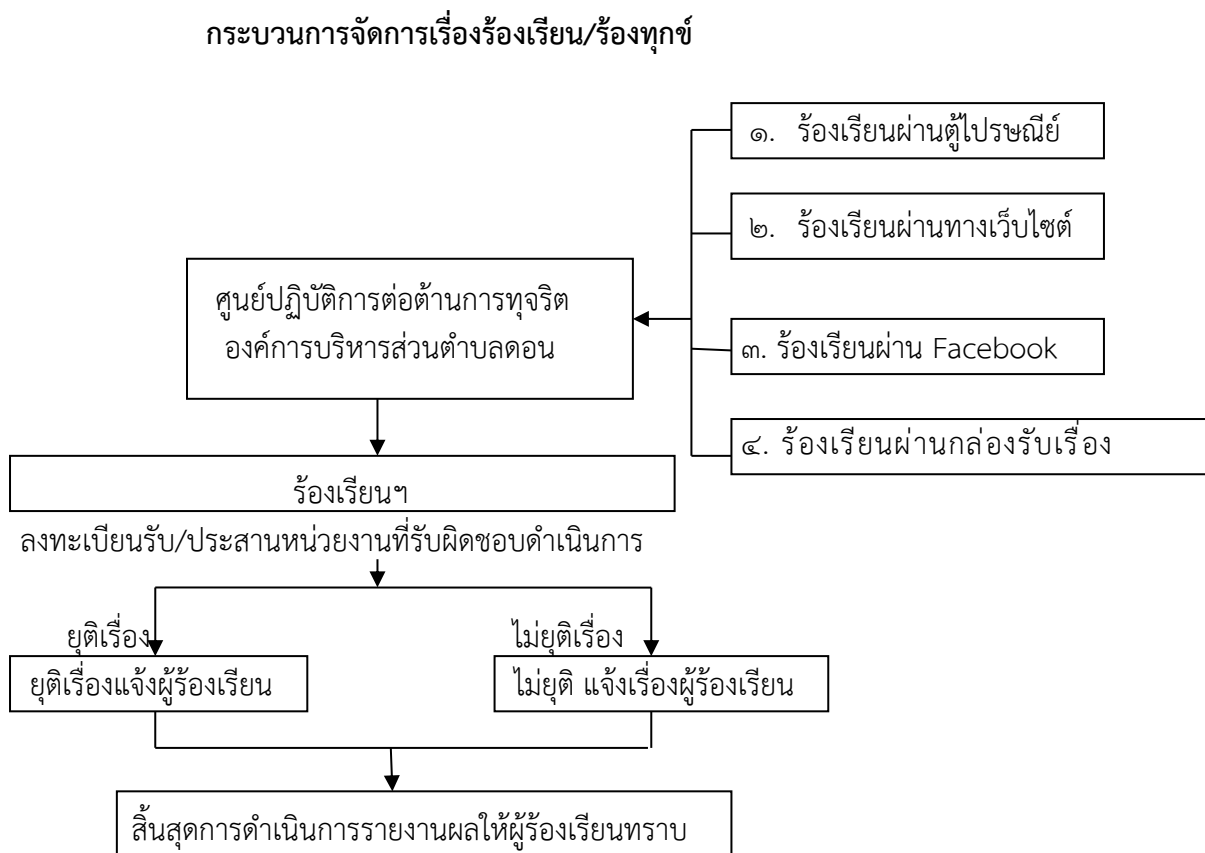 กระบวนการจัดการเรื่องร้องเรียน/ร้องทุกข์
๑. ร้องเรียนผ่านตู้ไปรษณีย์
๒. ร้องเรียนผ่านทางเว็บไซต์
ศูนย์ปฏิบัติการต่อต้านการทุจริต
องค์การบริหารส่วนตำบลดอน
๓. ร้องเรียนผ่าน Facebook
๔. ร้องเรียนผ่านกล่องรับเรื่อง
ร้องเรียนฯ
ลงทะเบียนรับ/ประสานหน่วยงานที่รับผิดชอบดำเนินการ
ยุติเรื่อง
ไม่ยุติเรื่อง
ยุติเรื่องแจ้งผู้ร้องเรียน
ไม่ยุติ แจ้งเรื่องผู้ร้องเรียน
สิ้นสุดการดำเนินการรายงานผลให้ผู้ร้องเรียนทราบ